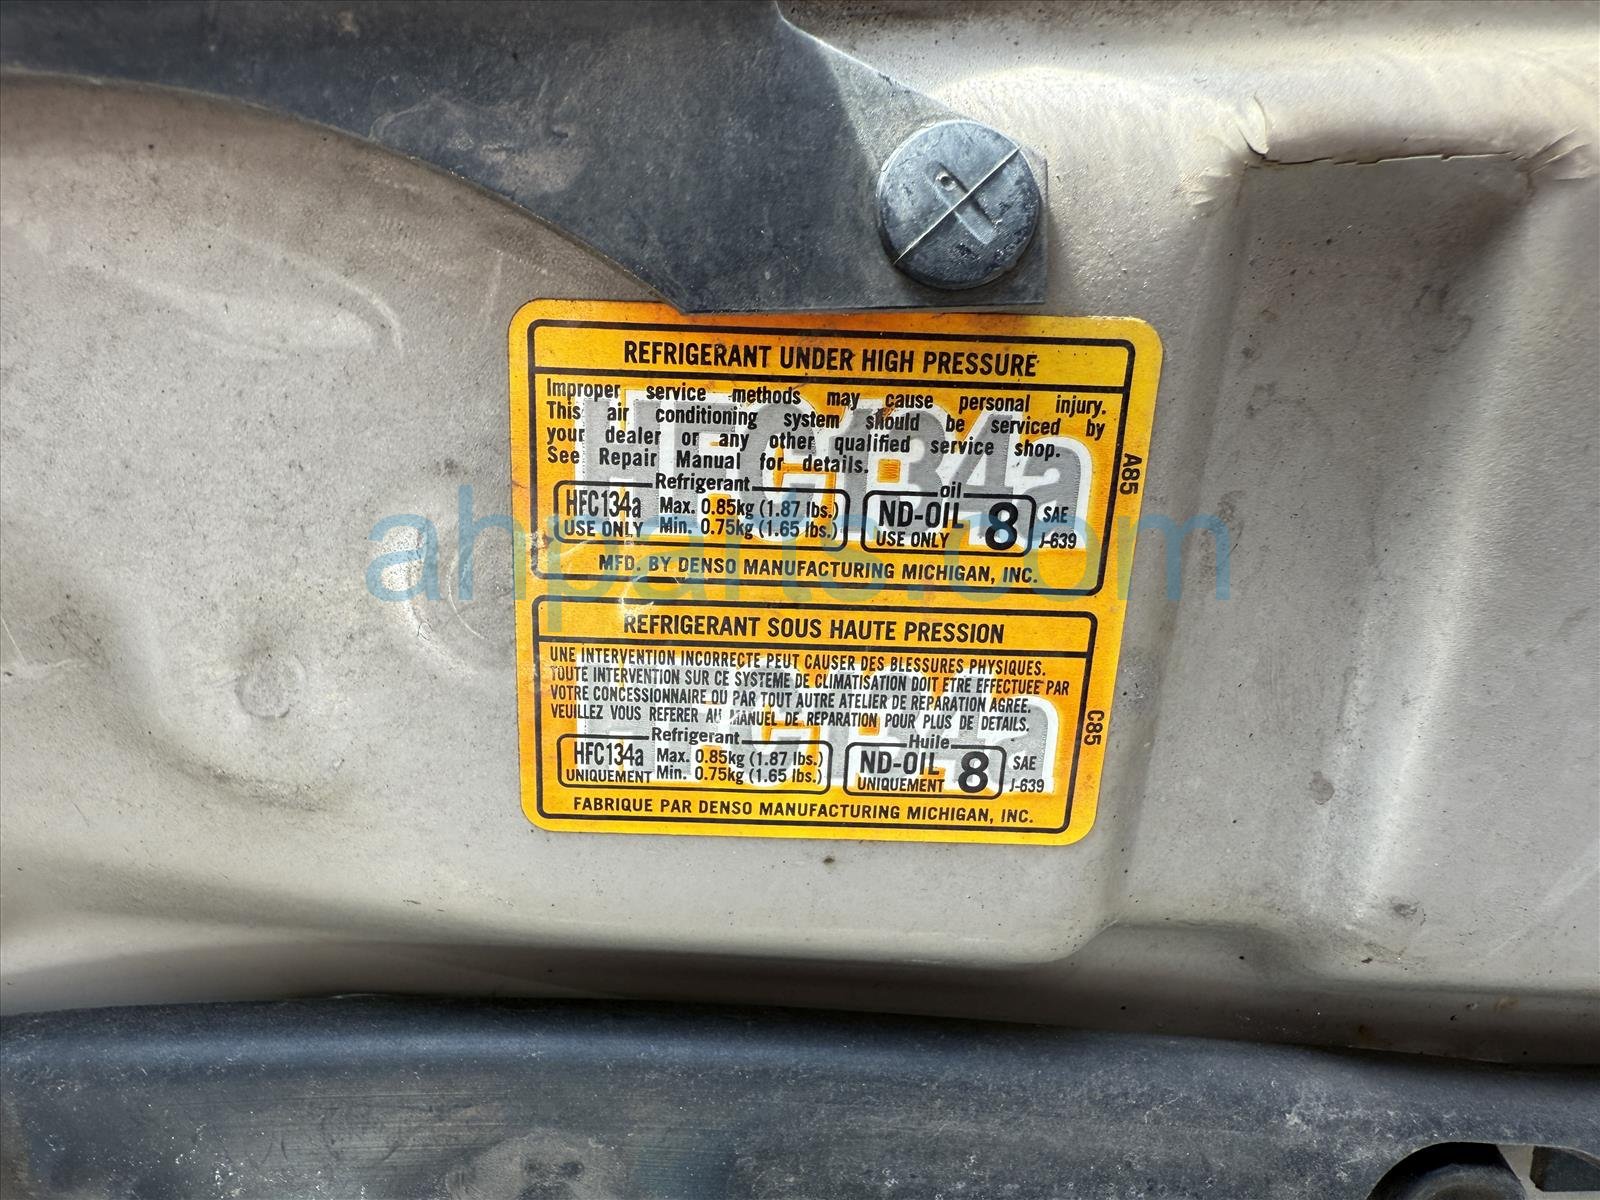 REFRIGERANT UNDER HIGH PRESSURE
Improper service methods may cause personal injury.
This air conditioning system should be serviced by
your dealer or any other qualified service shop.
See Repair Manual for details.
HFC134a
Refrigerant oil
HFC134a Max. 0.85kg (1.87 lbs.) ND-OIL 8 SAE
USE ONLY Min. 0.75kg (1.65 lbs.) USE ONLY J-639
MFD. BY DENSO MANUFACTURING MICHIGAN, INC.
A85
ahparts.com
REFRIGERANT SOUS HAUTE PRESSION
UNE INTERVENTION INCORRECTE PEUT CAUSER DES BLESSURES PHYSIQUES.
TOUTE INTERVENTION SUR CE SYSTEME DE CLIMATISATION DOIT ETRE EFFECTUEE PAR
VOTRE CONCESSIONNAIRE OU PAR TOUT AUTRE ATELIER DE REPARATION AGREE.
VEUILLEZ VOUS REFERER AU MANUEL DE REPARATION POUR PLUS DE DETAILS.
HFC134a
Refrigerant Huile
HFC134a Max. 0.85kg (1.87 lbs.) ND-OIL 8 SAE
UNIQUEMENT Min. 0.75kg (1.65 lbs.) UNIQUEMENT J-639
FABRIQUE PAR DENSO MANUFACTURING MICHIGAN, INC.
C85